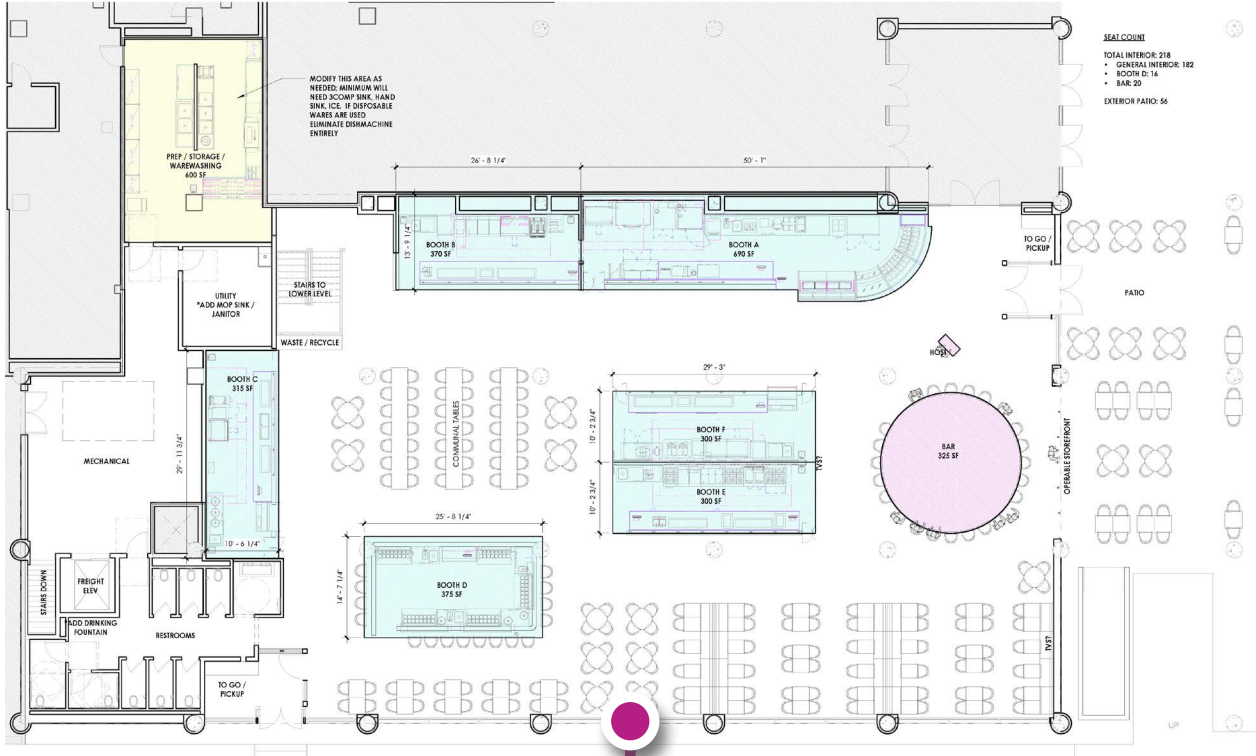 SEAT COUNT
TOTAL INTERIOR: 218
• GENERAL INTERIOR: 182
• BOOTH D: 16
• BAR: 20
EXTERIOR PATIO: 56
MODIFY THIS AREA AS
NEEDED; MINIMUM WILL
NEED 3COMP SINK, HAND
SINK, ICE. IF DISPOSABLE
WARES ARE USED
ELIMINATE DISHMACHINE
ENTIRELY
PREP / STORAGE /
WAREWASHING
600 SF
26' - 8 1/4"
50' - 1"
13' - 9 1/4"
BOOTH B
370 SF
BOOTH A
690 SF
TO GO /
PICKUP
PATIO
UTILITY
*ADD MOP SINK /
JANITOR
STAIRS TO
LOWER LEVEL
WASTE / RECYCLE
HOST
BOOTH C
315 SF
29' - 11 3/4"
10' - 6 1/4"
COMMUNAL TABLES
29' - 3"
10' - 2 3/4"
10' - 2 3/4"
BOOTH F
300 SF
BOOTH E
300 SF
TVS?
BAR
325 SF
OPERABLE STOREFRONT
MECHANICAL
25' - 8 1/4"
14' - 7 1/4"
BOOTH D
375 SF
STAIRS DOWN
FREIGHT
ELEV
*ADD DRINKING
FOUNTAIN
RESTROOMS
TO GO /
PICKUP
TVS?
UP